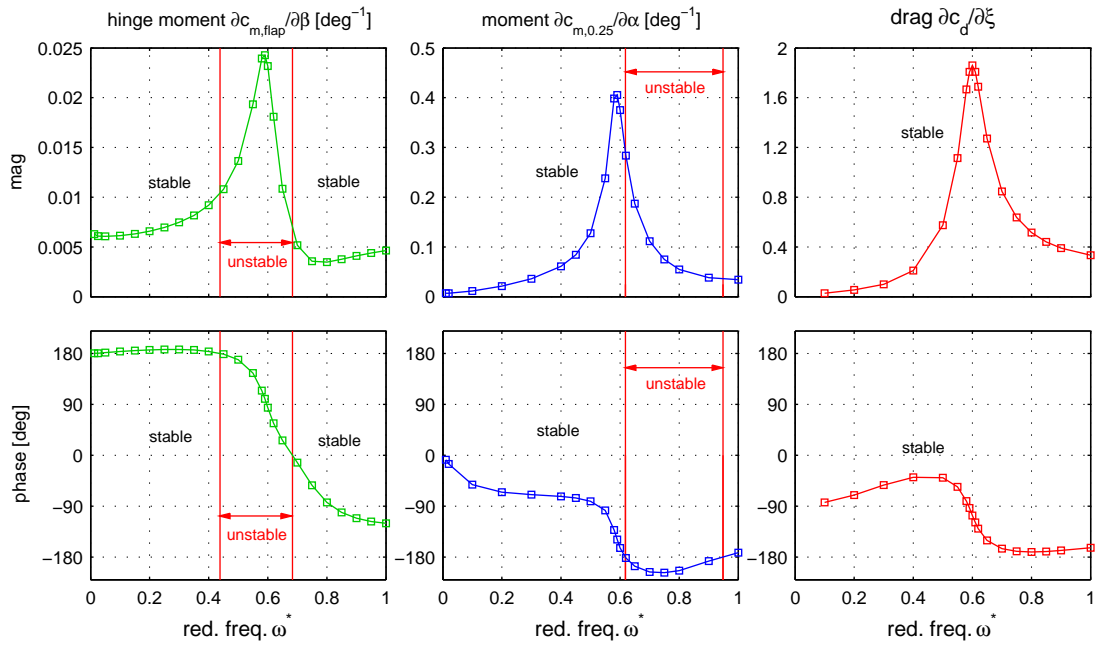 hinge moment ∂c_{m,flap}/∂β [deg⁻¹]
moment ∂c_{m,0.25}/∂α [deg⁻¹]
drag ∂c_d/∂ξ
mag
0.025
0.02
0.015
0.01
0.005
0
stable
stable
unstable
0.5
0.4
0.3
0.2
0.1
0
unstable
stable
2
1.6
1.2
0.8
0.4
0
stable
phase [deg]
180
90
0
−90
−180
stable
stable
unstable
0 0.2 0.4 0.6 0.8 1
red. freq. ω*
180
90
0
−90
−180
unstable
stable
0 0.2 0.4 0.6 0.8 1
red. freq. ω*
180
90
0
−90
−180
stable
0 0.2 0.4 0.6 0.8 1
red. freq. ω*